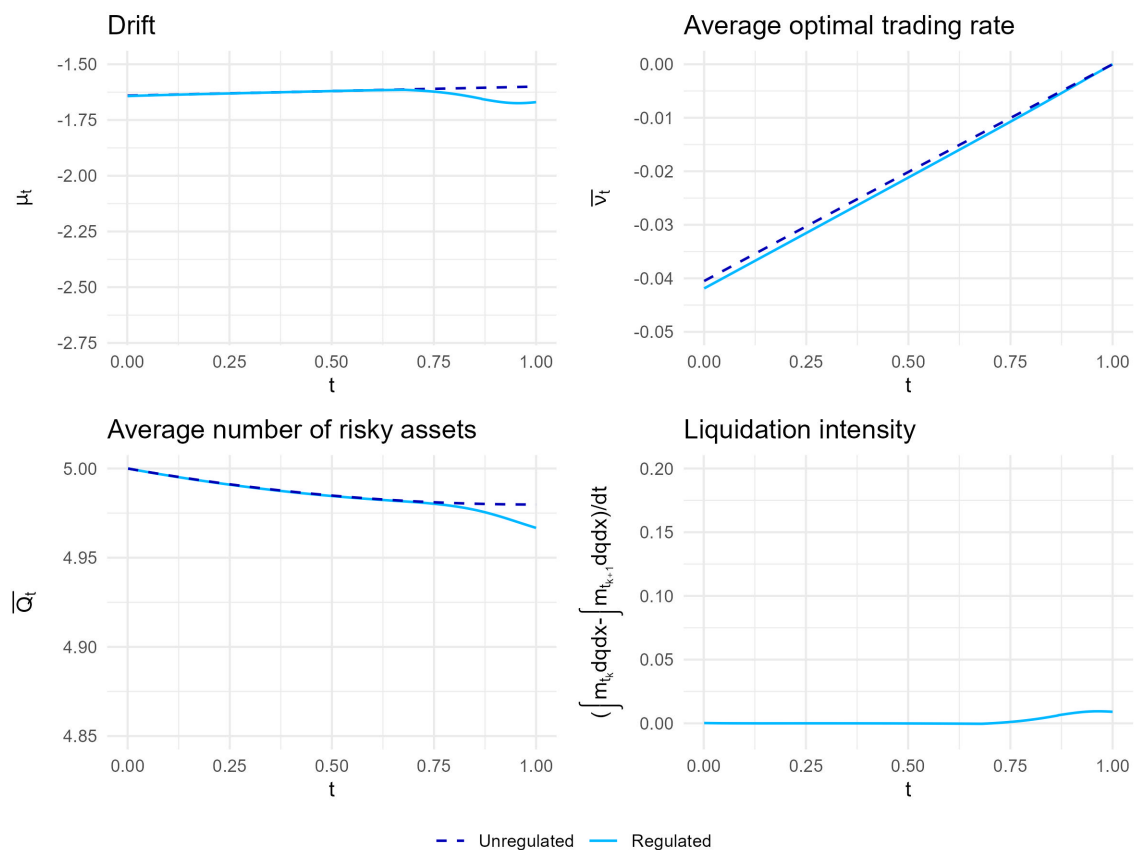 Drift
-1.50
-1.75
-2.00
-2.25
-2.50
-2.75
μt
0.00 0.25 0.50 0.75 1.00
t
Average optimal trading rate
0.00
-0.01
-0.02
-0.03
-0.04
-0.05
ν̅t
0.00 0.25 0.50 0.75 1.00
t
Average number of risky assets
5.00
4.95
4.90
4.85
Q̅t
0.00 0.25 0.50 0.75 1.00
t
Liquidation intensity
0.20
0.15
0.10
0.05
0.00
(∫mtkdqdx-∫mtk+1dqdx)/dt
0.00 0.25 0.50 0.75 1.00
t
Unregulated Regulated